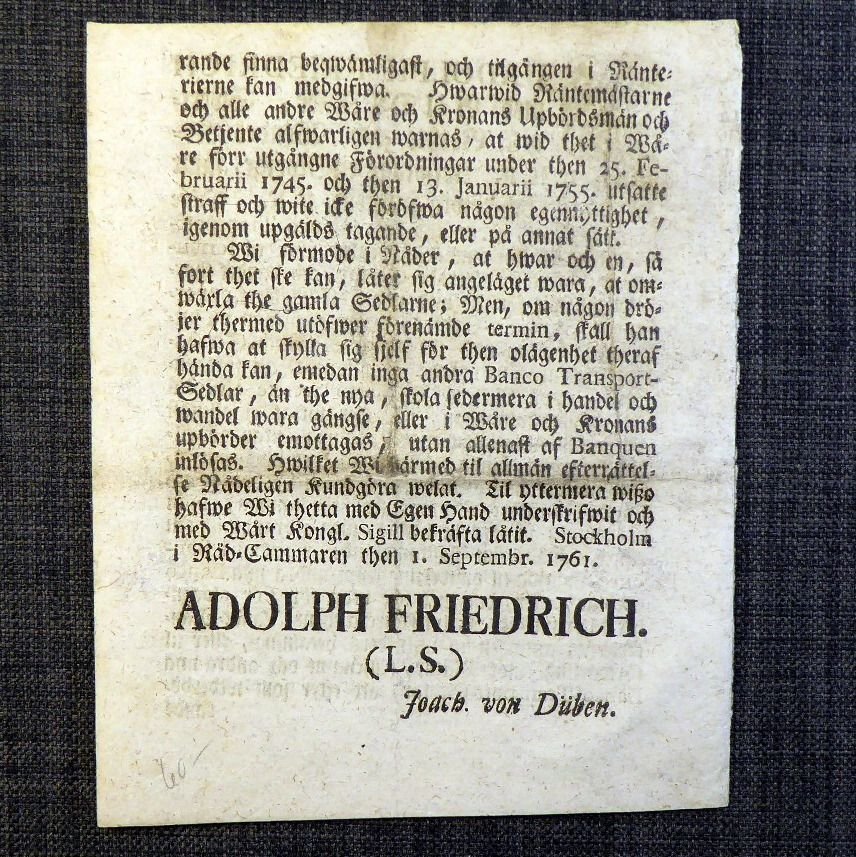 rande finna beqwämligast, och tilgången i Ränte-
rierne kan medgifwa. Hwarwid Räntemästarne
och alle andre Wåre och Kronans Upbördsmän och
Betjente alfwarligen warnas, at wid thet i Wå-
re förr utgångne Förordningar under then 25. Fe-
bruarii 1745. och then 13. Januarii 1755. utsatte
straff och wite icke föröfwa någon egennyttighet,
igenom upgälds tagande, eller på annat sätt.
Wi förmode i Nåder, at hwar och en, så
fort thet ske kan, låter sig angeläget wara, at om-
wäxla the gamla Sedlarne; Men, om någon drö-
jer thermed utöfwer förenämde termin, skall han
hafwa at skylla sig sjelf för then olägenhet theraf
hända kan, emedan inga andra Banco Transport-
Sedlar, än the nya, skola sedermera i handel och
wandel wara gångse, eller i Wåre och Kronans
upbörder emottagas, utan allenast af Banquen
inlösas. Hwilket Wi härmed til allmän efterrättel-
se Nådeligen Kundgöra welat. Til yttermera wißo
hafwe Wi thetta med Egen Hand underskrifwit och
med Wårt Kongl. Sigill bekräfta låtit. Stockholm
i Råd-Cammaren then 1. Septembr. 1761.
ADOLPH FRIEDRICH.
(L.S.)
Joach. von Düben.
60-